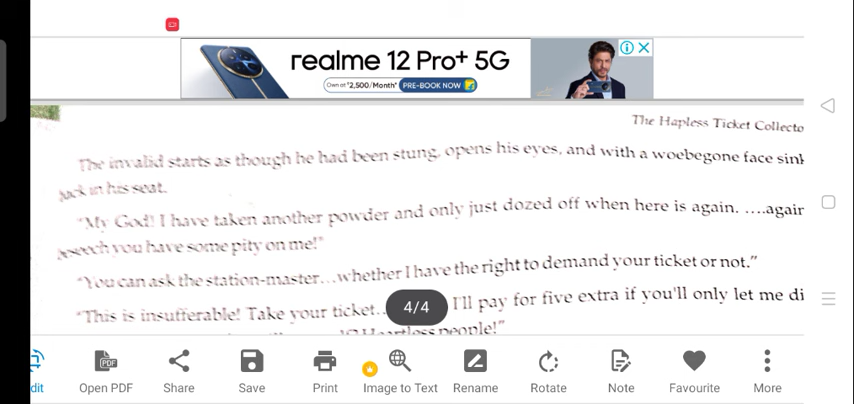 realme 12 Pro+ 5G
Own at ₹2,500/Month* PRE-BOOK NOW
The Hapless Ticket Collecto
The invalid starts as though he had been stung, opens his eyes, and with a woebegone face sink
back in his seat.
"My God! I have taken another powder and only just dozed off when here is again. ....again
beseech you have some pity on me!"
"You can ask the station-master...whether I have the right to demand your ticket or not."
"This is insufferable! Take your ticket.. I'll pay for five extra if you'll only let me di
4/4
Heartless people!"
dit
Open PDF
Share
Save
Print
Image to Text
Rename
Rotate
Note
Favourite
More